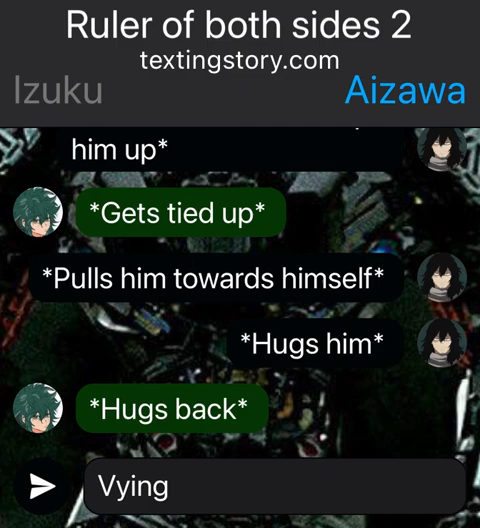 Ruler of both sides 2
textingstory.com
Izuku
Aizawa
him up*
*Gets tied up*
*Pulls him towards himself*
*Hugs him*
*Hugs back*
Vying